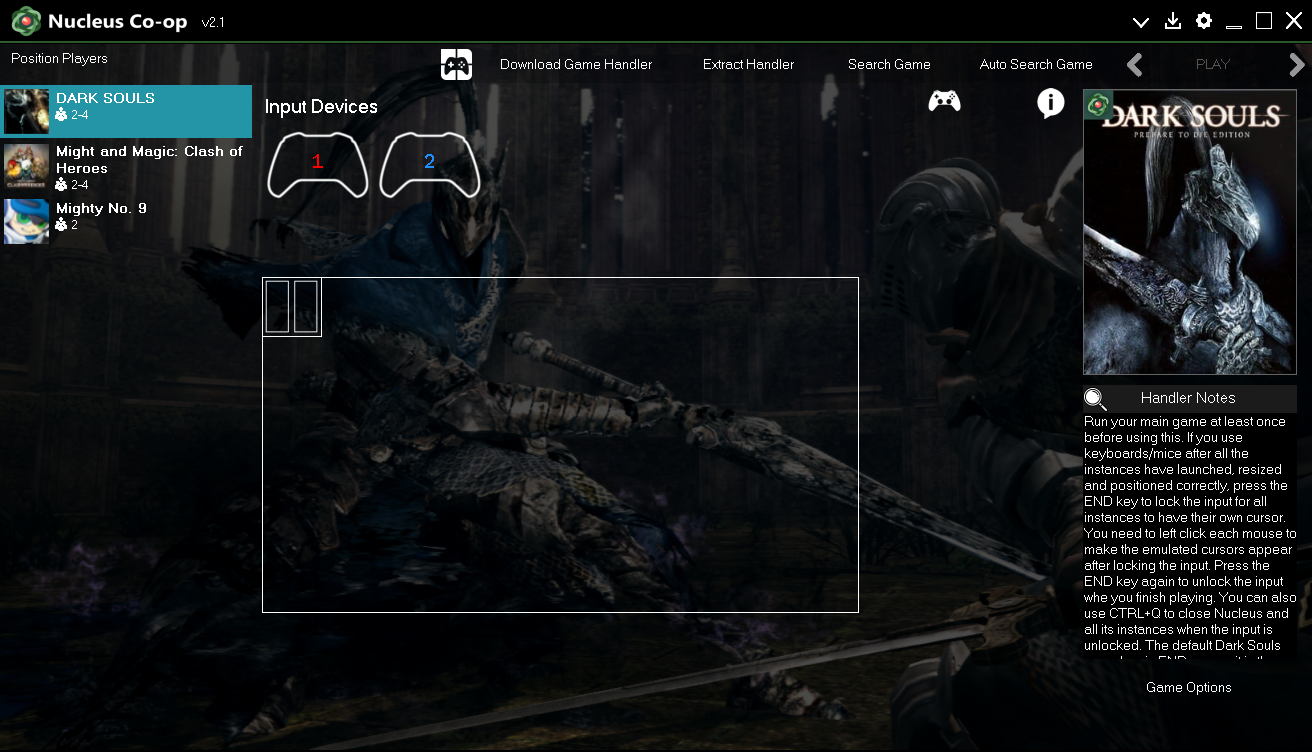 Nucleus Co-op v2.1
Position Players
Download Game Handler
Extract Handler
Search Game
Auto Search Game
PLAY
DARK SOULS
2-4
Might and Magic: Clash of
Heroes
2-4
Mighty No. 9
2
Input Devices
1
2
DARK SOULS
PREPARE TO DIE EDITION
Handler Notes
Run your main game at least once
before using this. If you use
keyboards/mice after all the
instances have launched, resized
and positioned correctly, press the
END key to lock the input for all
instances to have their own cursor.
You need to left click each mouse to
make the emulated cursors appear
after locking the input. Press the
END key again to unlock the input
whe you finish playing. You can also
use CTRL+Q to close Nucleus and
all its instances when the input is
unlocked. The default Dark Souls
Game Options